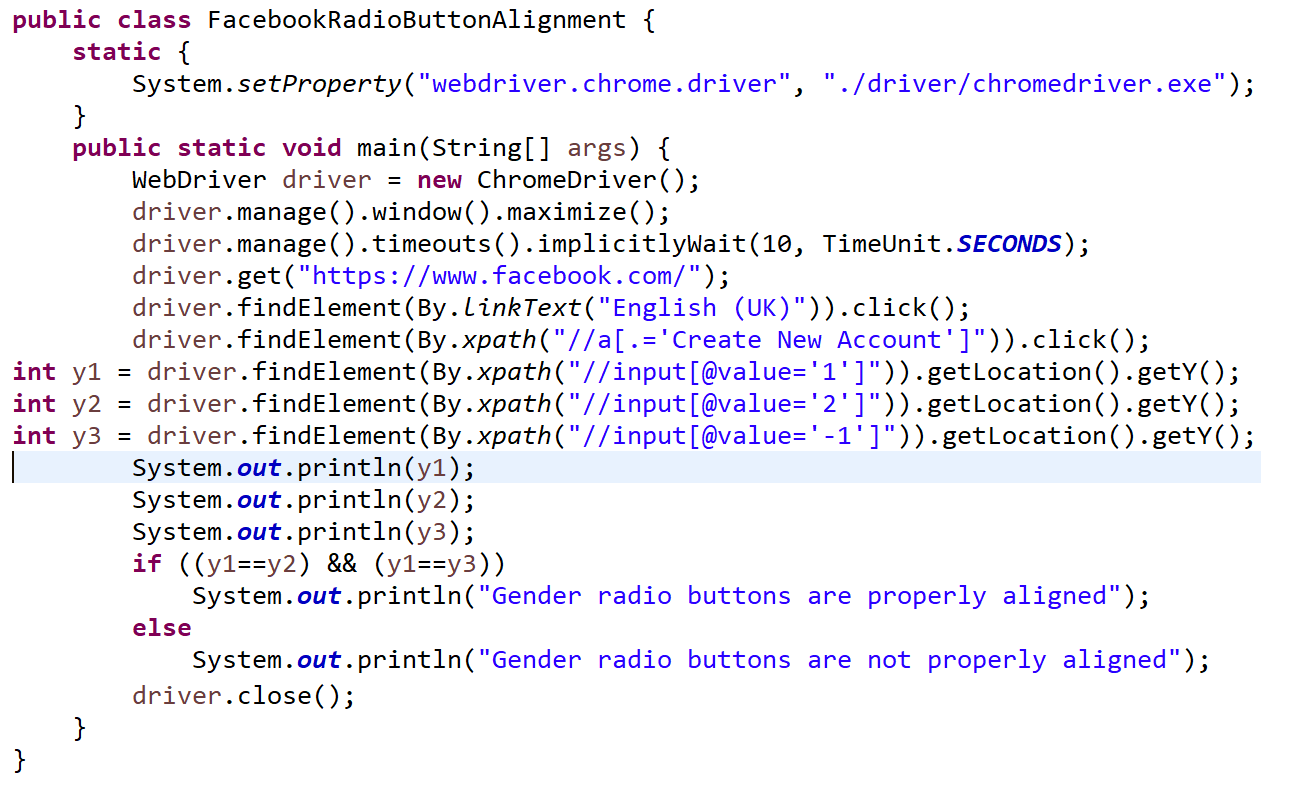 public class FacebookRadioButtonAlignment {
    static {
        System.setProperty("webdriver.chrome.driver", "./driver/chromedriver.exe");
    }
    public static void main(String[] args) {
        WebDriver driver = new ChromeDriver();
        driver.manage().window().maximize();
        driver.manage().timeouts().implicitlyWait(10, TimeUnit.SECONDS);
        driver.get("https://www.facebook.com/");
        driver.findElement(By.linkText("English (UK)")).click();
        driver.findElement(By.xpath("//a[.='Create New Account']")).click();
int y1 = driver.findElement(By.xpath("//input[@value='1']")).getLocation().getY();
int y2 = driver.findElement(By.xpath("//input[@value='2']")).getLocation().getY();
int y3 = driver.findElement(By.xpath("//input[@value='-1']")).getLocation().getY();
        System.out.println(y1);
        System.out.println(y2);
        System.out.println(y3);
        if ((y1==y2) && (y1==y3))
            System.out.println("Gender radio buttons are properly aligned");
        else
            System.out.println("Gender radio buttons are not properly aligned");
        driver.close();
    }
}